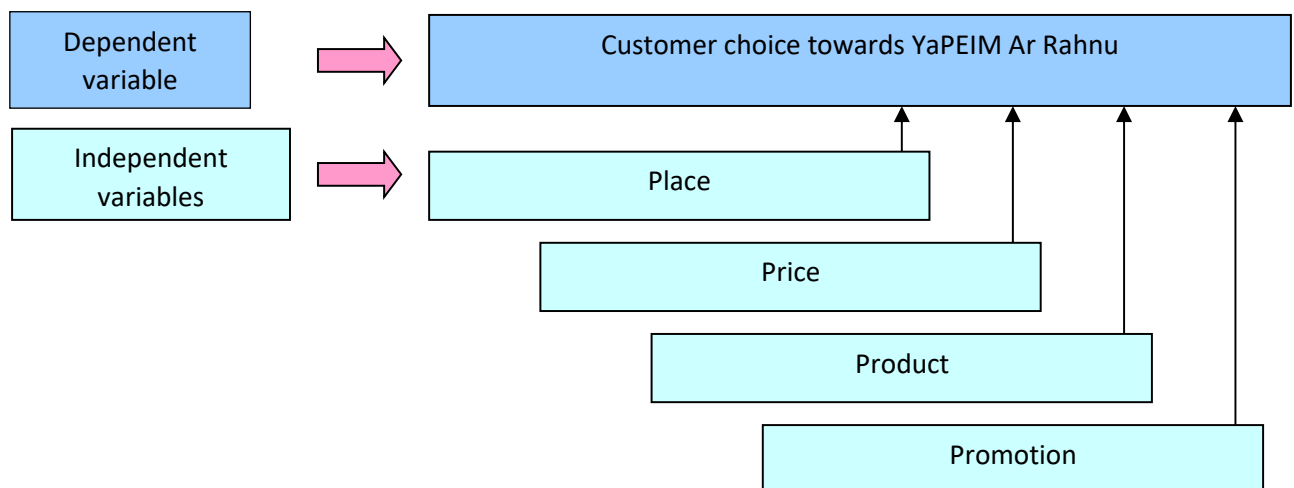 Dependent
variable
Customer choice towards YaPEIM Ar Rahnu
Independent
variables
Place
Price
Product
Promotion